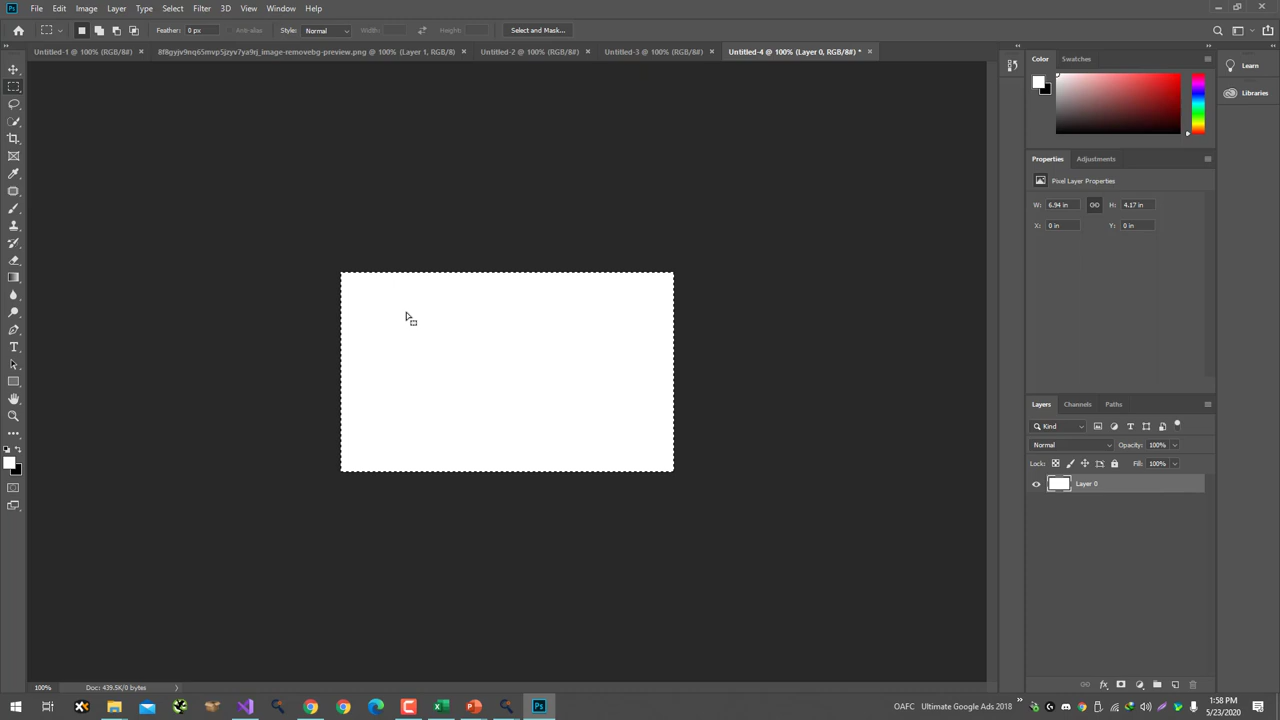 Ps File Edit Image Layer Type Select Filter 3D View Window Help
Feather: 0 px Anti-alias Style: Normal Width: Height: Select and Mask...
Untitled-1 @ 100% (RGB/8#) × 8f8gyjv9nq65mvp5jzyv7ya9rj_image-removebg-preview.png @ 100% (Layer 1, RGB/8) × Untitled-2 @ 100% (RGB/8#) × Untitled-3 @ 100% (RGB/8#) × Untitled-4 @ 100% (Layer 0, RGB/8#) * ×
Color Swatches
Learn
Libraries
Properties Adjustments
Pixel Layer Properties
W: 6.94 in H: 4.17 in
X: 0 in Y: 0 in
Layers Channels Paths
Kind
Normal Opacity: 100%
Lock: Fill: 100%
Layer 0
100% Doc: 439.5K/0 bytes
OAFC Ultimate Google Ads 2018
1:58 PM
5/23/2020